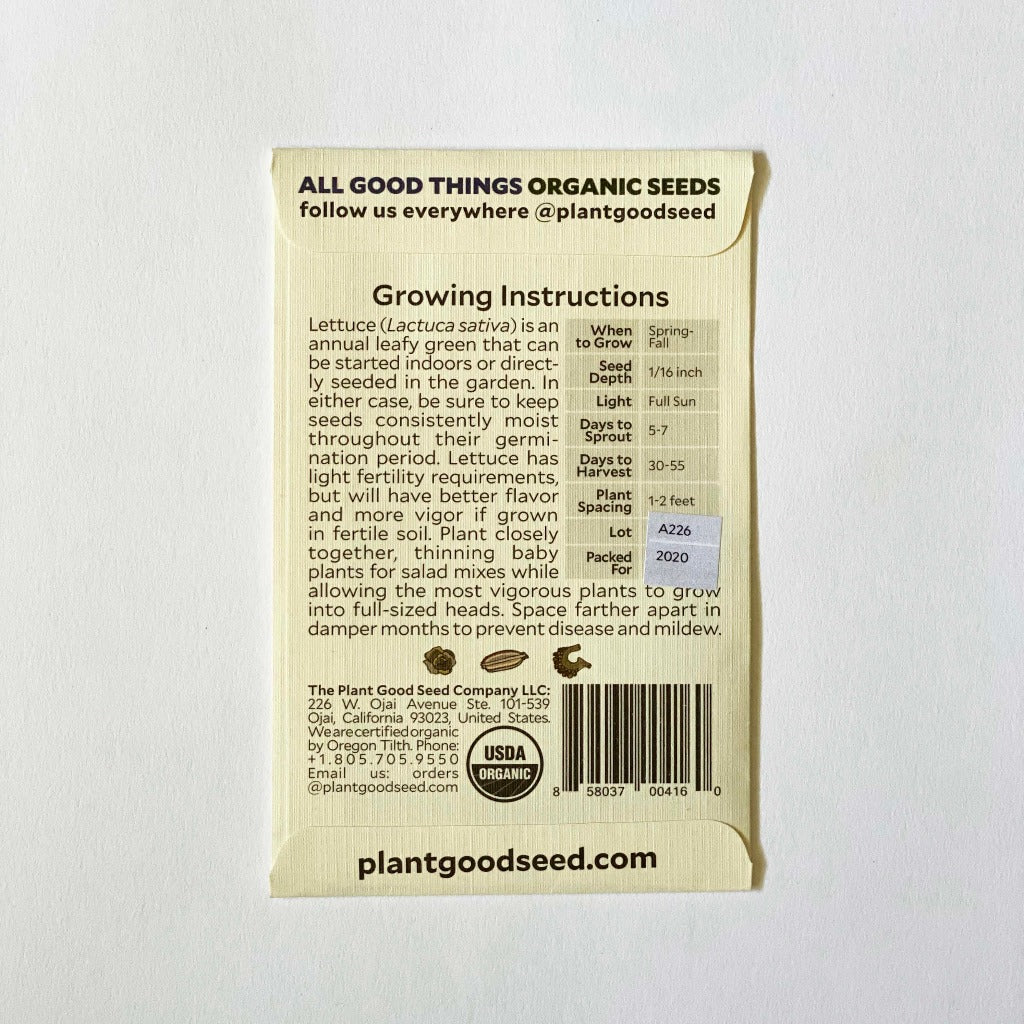 ALL GOOD THINGS ORGANIC SEEDS
follow us everywhere @plantgoodseed
Growing Instructions
Lettuce (Lactuca sativa) is an
annual leafy green that can
be started indoors or direct-
ly seeded in the garden. In
either case, be sure to keep
seeds consistently moist
throughout their germi-
nation period. Lettuce has
light fertility requirements,
but will have better flavor
and more vigor if grown
in fertile soil. Plant closely
together, thinning baby
plants for salad mixes while
allowing the most vigorous plants to grow
into full-sized heads. Space farther apart in
damper months to prevent disease and mildew.
When
to Grow
Spring-
Fall
Seed
Depth
1/16 inch
Light
Full Sun
Days to
Sprout
5-7
Days to
Harvest
30-55
Plant
Spacing
1-2 feet
Lot
A226
Packed
For
2020
The Plant Good Seed Company LLC:
226 W. Ojai Avenue Ste. 101-539
Ojai, California 93023, United States.
We are certified organic
by Oregon Tilth. Phone:
+1.805.705.9550
Email us: orders
@plantgoodseed.com
USDA
ORGANIC
8 58037 00416 0
plantgoodseed.com